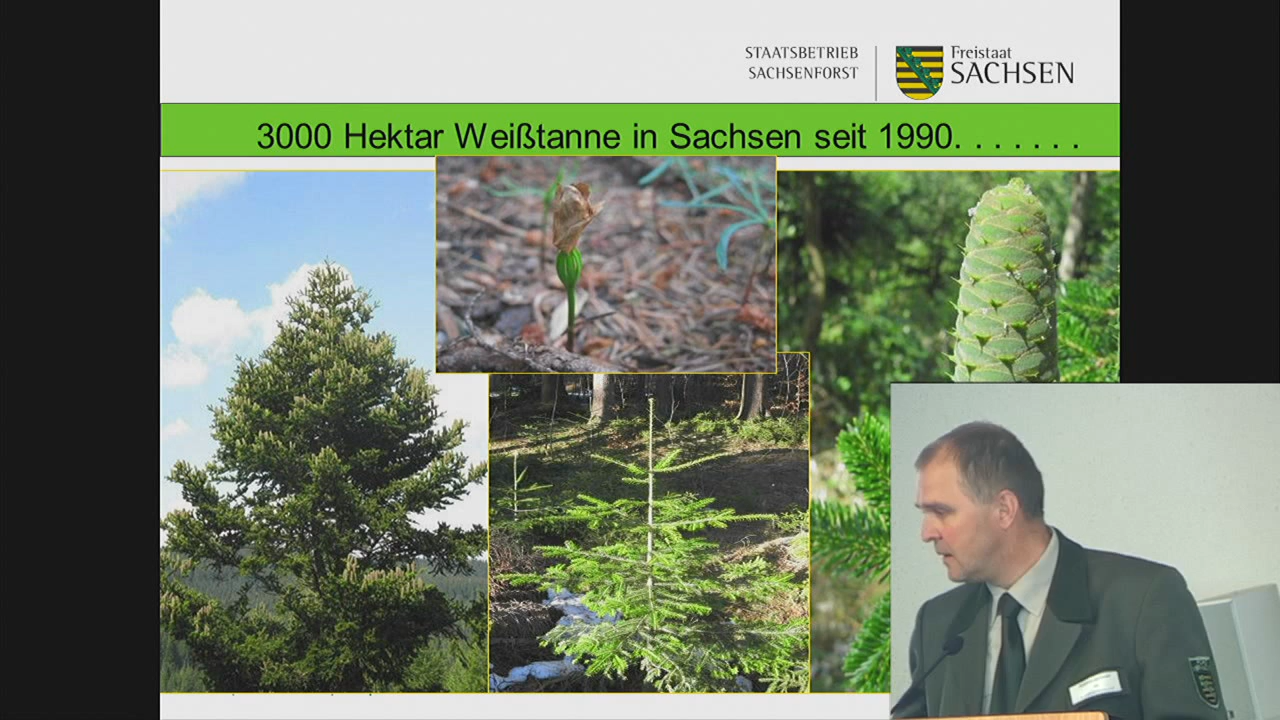 STAATSBETRIEB
SACHSENFORST
Freistaat
SACHSEN
3000 Hektar Weißtanne in Sachsen seit 1990. . . . . . .